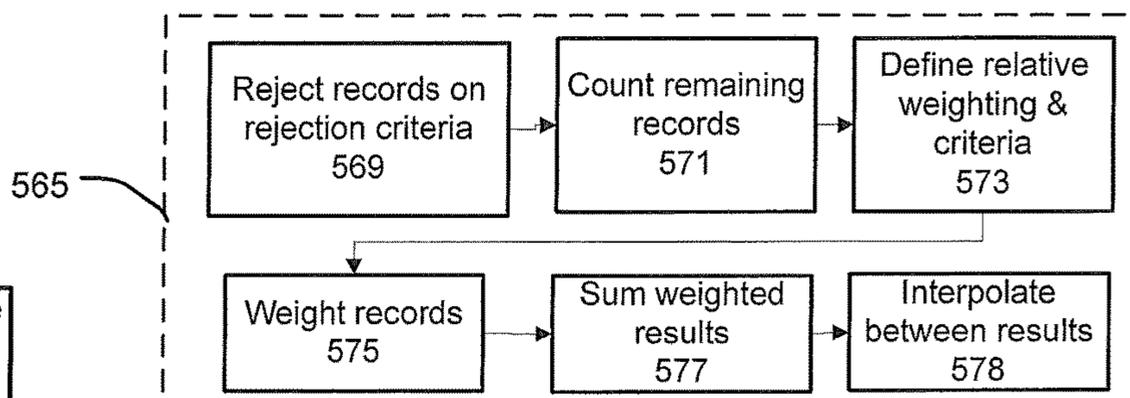 Reject records on
rejection criteria
569
Count remaining
records
571
Define relative
weighting &
criteria
573
565
Weight records
575
Sum weighted
results
577
Interpolate
between results
578